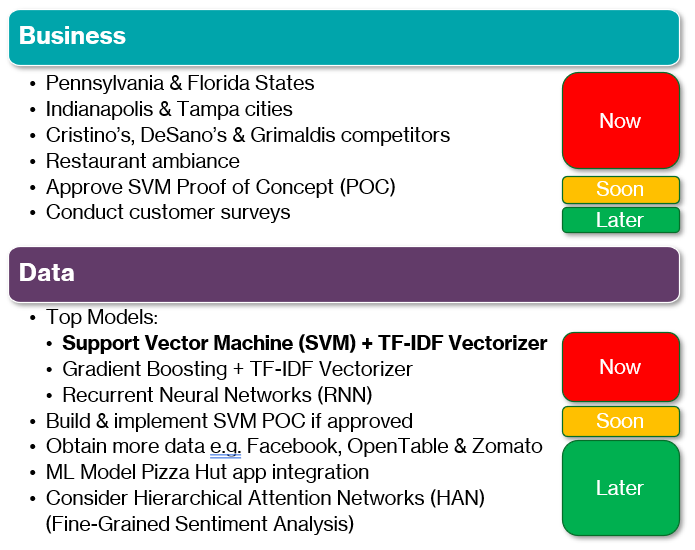 Business
• Pennsylvania & Florida States
• Indianapolis & Tampa cities
• Cristino’s, DeSano’s & Grimaldis competitors
• Restaurant ambiance
• Approve SVM Proof of Concept (POC)
• Conduct customer surveys
Now
Soon
Later
Data
• Top Models:
• Support Vector Machine (SVM) + TF-IDF Vectorizer
• Gradient Boosting + TF-IDF Vectorizer
• Recurrent Neural Networks (RNN)
• Build & implement SVM POC if approved
• Obtain more data e.g. Facebook, OpenTable & Zomato
• ML Model Pizza Hut app integration
• Consider Hierarchical Attention Networks (HAN)
(Fine-Grained Sentiment Analysis)
Now
Soon
Later